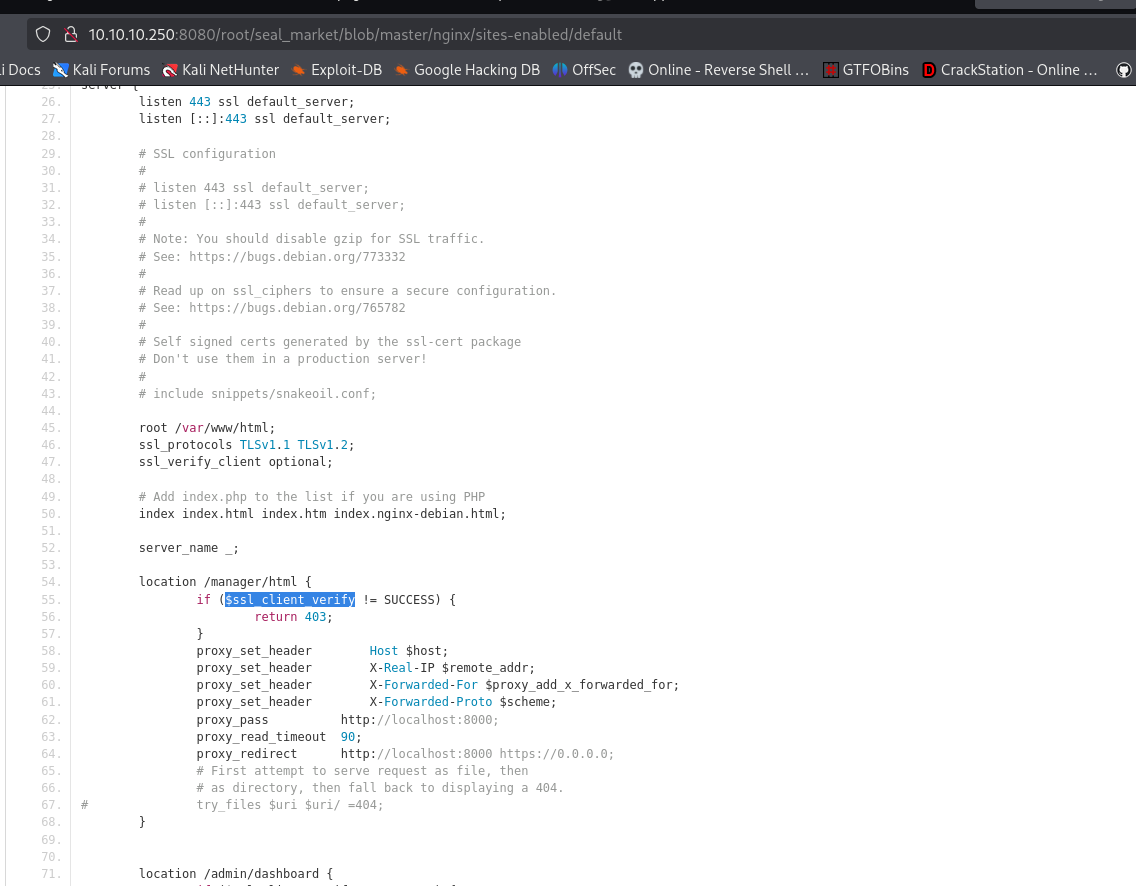 10.10.10.250:8080/root/seal_market/blob/master/nginx/sites-enabled/default
i Docs Kali Forums Kali NetHunter Exploit-DB Google Hacking DB OffSec Online - Reverse Shell … GTFOBins CrackStation - Online …
25. server {
26. listen 443 ssl default_server;
27. listen [::]:443 ssl default_server;
28.
29. # SSL configuration
30. #
31. # listen 443 ssl default_server;
32. # listen [::]:443 ssl default_server;
33. #
34. # Note: You should disable gzip for SSL traffic.
35. # See: https://bugs.debian.org/773332
36. #
37. # Read up on ssl_ciphers to ensure a secure configuration.
38. # See: https://bugs.debian.org/765782
39. #
40. # Self signed certs generated by the ssl-cert package
41. # Don't use them in a production server!
42. #
43. # include snippets/snakeoil.conf;
44.
45. root /var/www/html;
46. ssl_protocols TLSv1.1 TLSv1.2;
47. ssl_verify_client optional;
48.
49. # Add index.php to the list if you are using PHP
50. index index.html index.htm index.nginx-debian.html;
51.
52. server_name _;
53.
54. location /manager/html {
55. if ($ssl_client_verify != SUCCESS) {
56. return 403;
57. }
58. proxy_set_header Host $host;
59. proxy_set_header X-Real-IP $remote_addr;
60. proxy_set_header X-Forwarded-For $proxy_add_x_forwarded_for;
61. proxy_set_header X-Forwarded-Proto $scheme;
62. proxy_pass http://localhost:8000;
63. proxy_read_timeout 90;
64. proxy_redirect http://localhost:8000 https://0.0.0.0;
65. # First attempt to serve request as file, then
66. # as directory, then fall back to displaying a 404.
67. # try_files $uri $uri/ =404;
68. }
69.
70.
71. location /admin/dashboard {